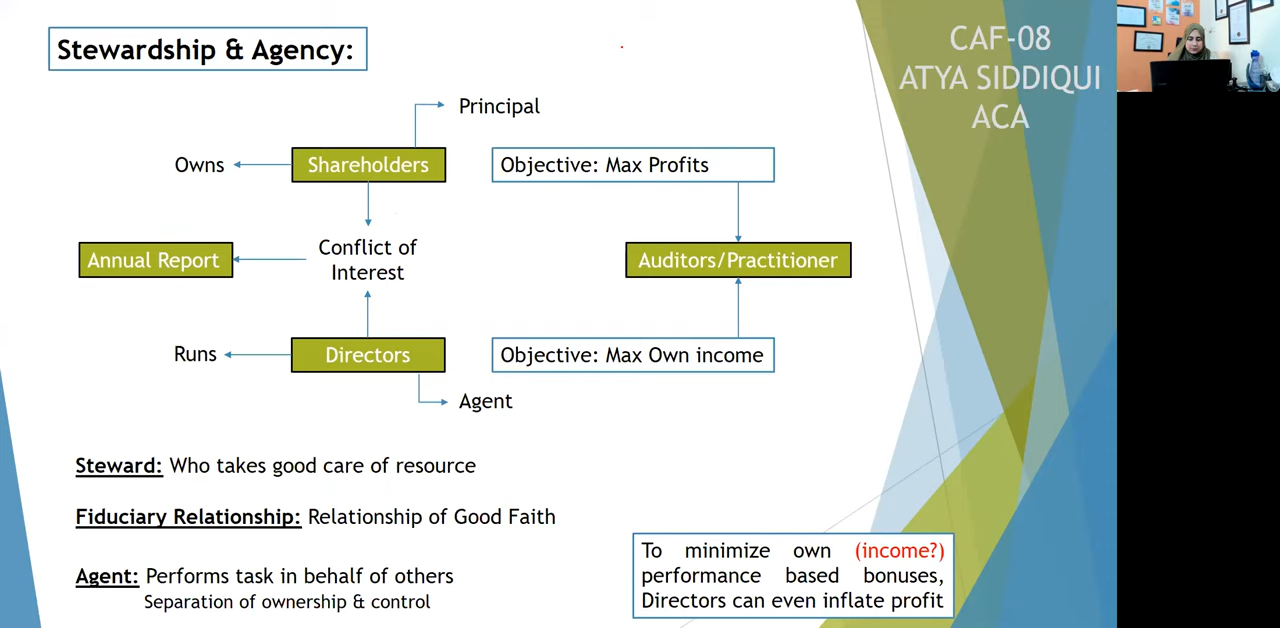 Stewardship & Agency:
CAF-08
ATYA SIDDIQUI
ACA
Principal
Owns
Shareholders
Objective: Max Profits
Annual Report
Conflict of
Interest
Auditors/Practitioner
Runs
Directors
Objective: Max Own income
Agent
Steward: Who takes good care of resource
Fiduciary Relationship: Relationship of Good Faith
Agent: Performs task in behalf of others
Separation of ownership & control
To minimize own (income?)
performance based bonuses,
Directors can even inflate profit